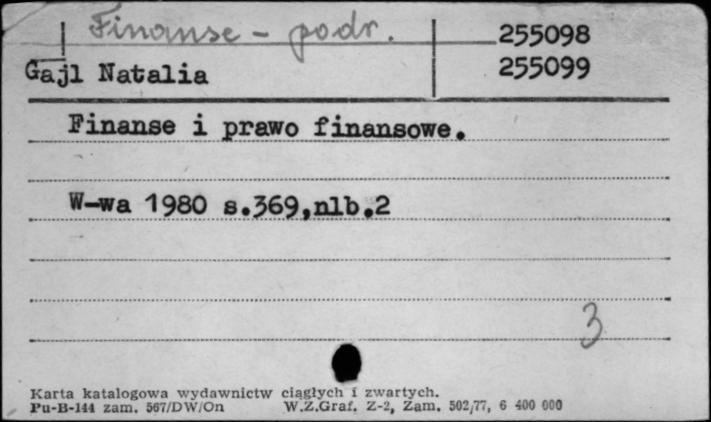 Finanse - podr.
255098
Gajl Natalia
255099
Finanse i prawo finansowe.
W-wa 1980 s.369,nlb.2
3
Karta katalogowa wydawnictw ciągłych i zwartych.
Pu-B-144 zam. 567/DW/On W.Z.Graf. Z-2, Zam. 502/77, 6 400 000